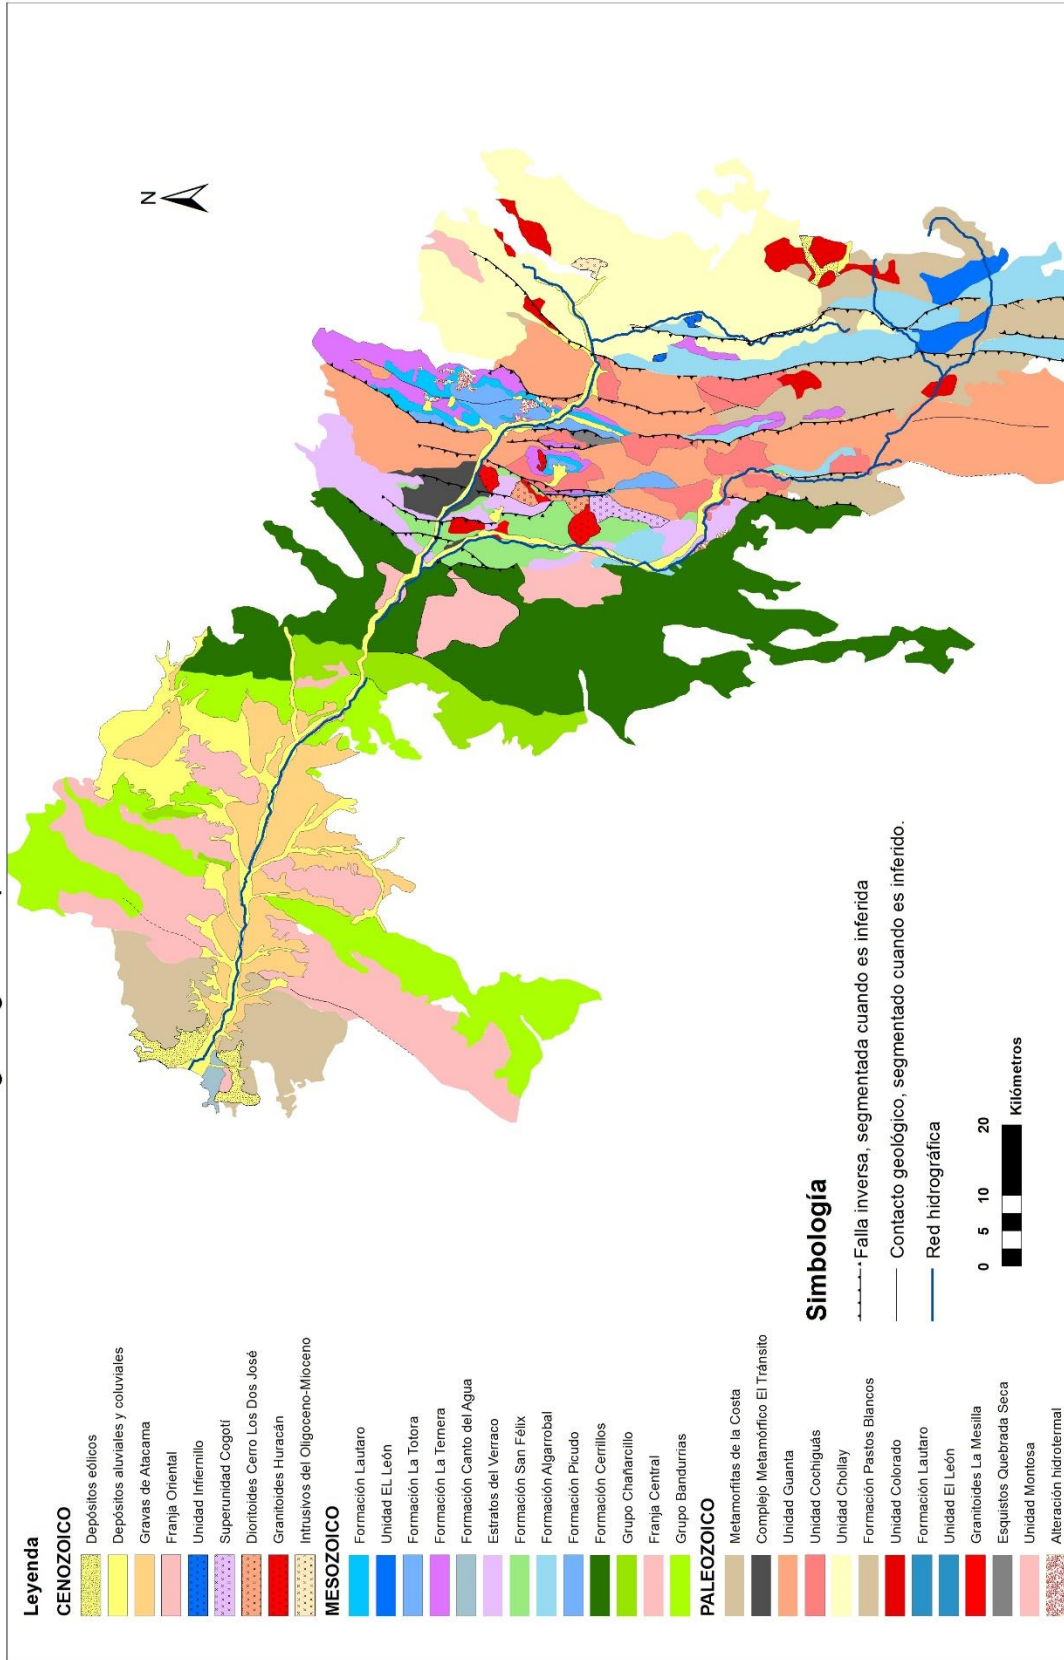 N
Leyenda
CENOZOICO
Depósitos eólicos
Depósitos aluviales y coluviales
Gravas de Atacama
Franja Oriental
Unidad Infiernillo
Superunidad Cogotí
Dioritoides Cerro Los Dos José
Granitoides Huracán
Intrusivos del Oligoceno-Mioceno
MESOZOICO
Formación Lautaro
Unidad EL León
Formación La Totora
Formación La Ternera
Formación Canto del Agua
Estratos del Verraco
Formación San Félix
Formación Algarrobal
Formación Picudo
Formación Cerrillos
Grupo Chañarcillo
Franja Central
Grupo Bandurrias
PALEOZOICO
Metamorfitas de la Costa
Complejo Metamórfico El Tránsito
Unidad Guanta
Unidad Cochiguás
Unidad Chollay
Formación Pastos Blancos
Unidad Colorado
Formación Lautaro
Unidad El León
Granitoides La Mesilla
Esquistos Quebrada Seca
Unidad Montosa
Alteración hidrotermal
Simbología
Falla inversa, segmentada cuando es inferida
Contacto geológico, segmentado cuando es inferido.
Red hidrográfica
0 5 10 20
Kilómetros